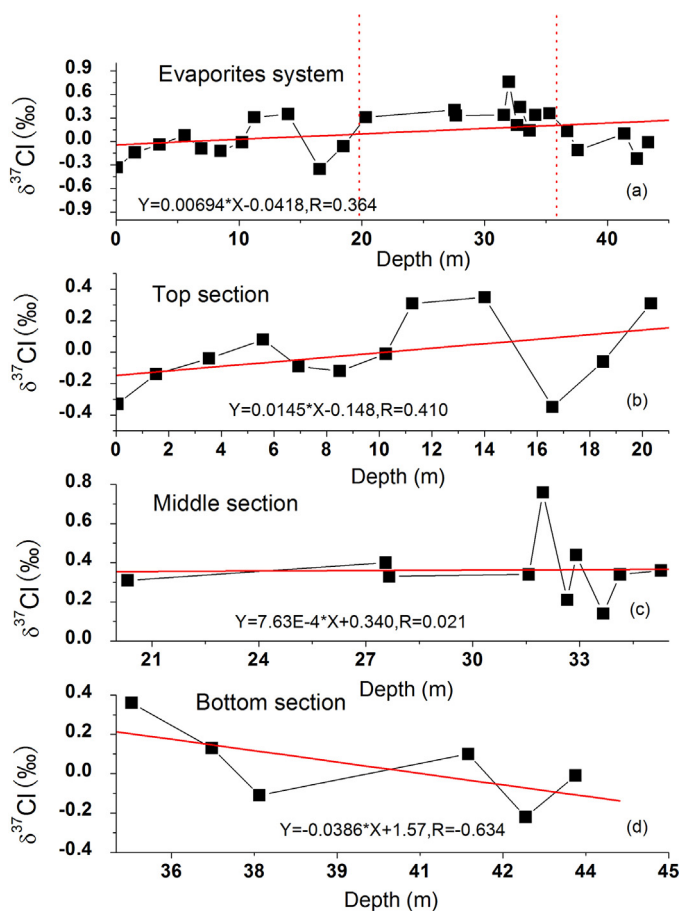 0.9
0.6
0.3
0.0
-0.3
-0.6
-0.9
δ³⁷Cl (‰)
Evaporites system
Y=0.00694*X-0.0418,R=0.364
(a)
0 10 20 30 40
Depth (m)
0.4
0.2
0.0
-0.2
-0.4
δ³⁷Cl (‰)
Top section
Y=0.0145*X-0.148,R=0.410
(b)
0 2 4 6 8 10 12 14 16 18 20
Depth (m)
0.8
0.6
0.4
0.2
0.0
δ³⁷Cl (‰)
Middle section
Y=7.63E-4*X+0.340,R=0.021
(c)
21 24 27 30 33
Depth (m)
0.4
0.2
0.0
-0.2
-0.4
δ³⁷Cl (‰)
Bottom section
Y=-0.0386*X+1.57,R=-0.634
(d)
36 37 38 39 40 41 42 44 45
Depth (m)